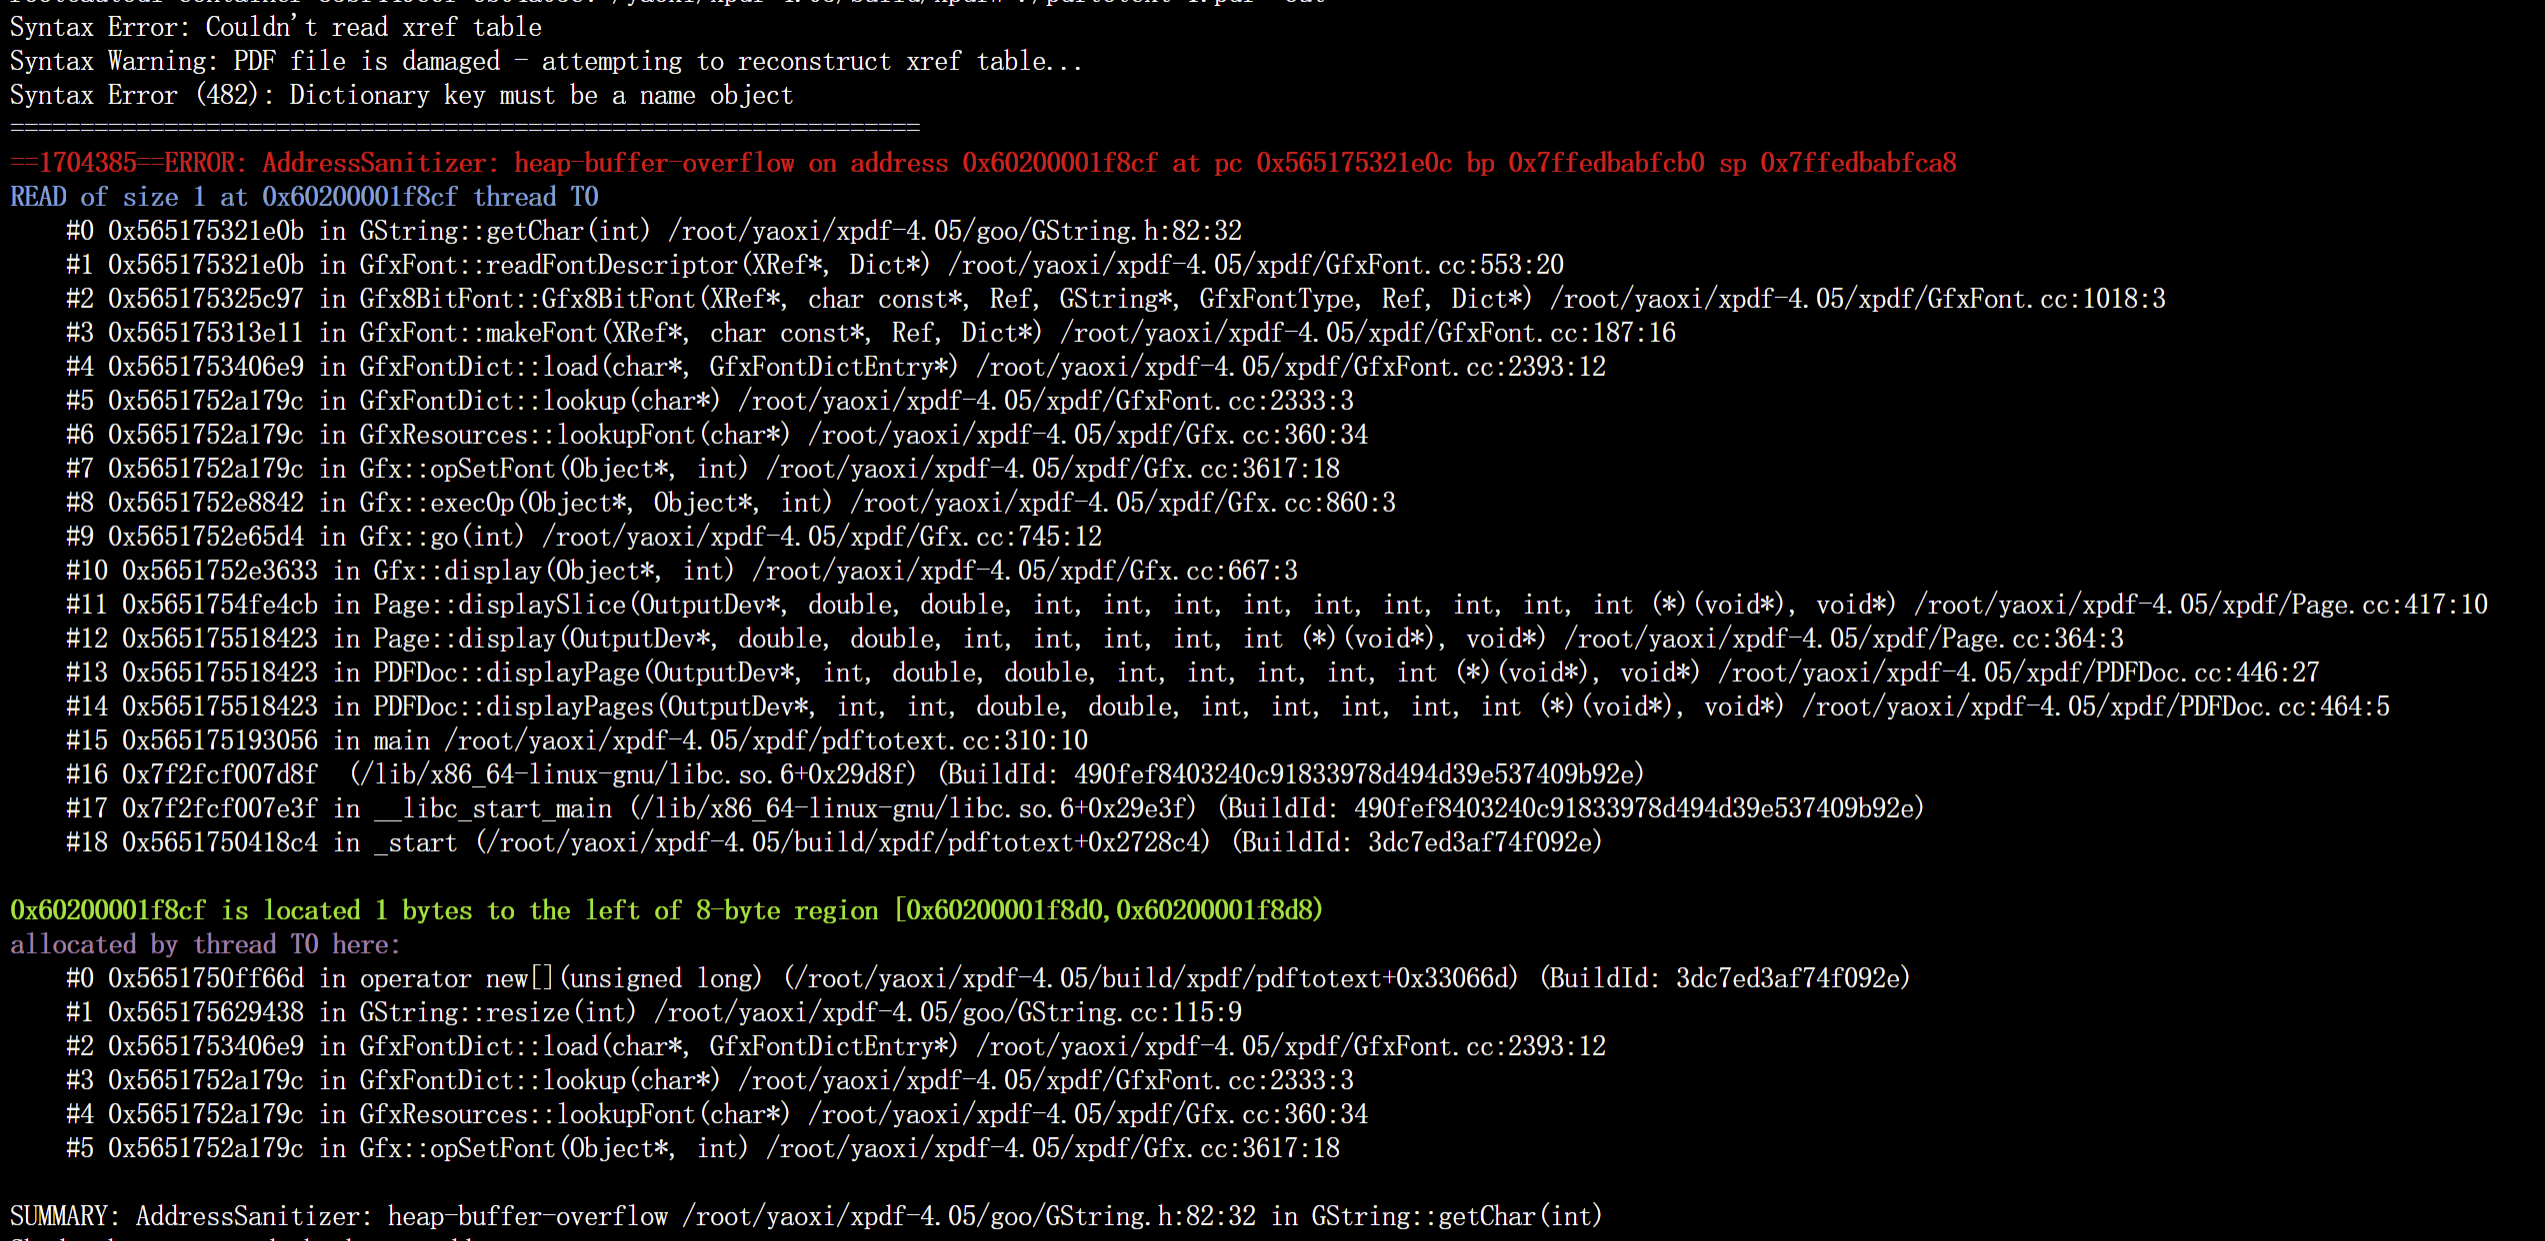 Syntax Error: Couldn't read xref table
Syntax Warning: PDF file is damaged - attempting to reconstruct xref table...
Syntax Error (482): Dictionary key must be a name object
=================================================================
==1704385==ERROR: AddressSanitizer: heap-buffer-overflow on address 0x60200001f8cf at pc 0x565175321e0c bp 0x7ffedbabfcb0 sp 0x7ffedbabfca8
READ of size 1 at 0x60200001f8cf thread T0
    #0 0x565175321e0b in GString::getChar(int) /root/yaoxi/xpdf-4.05/goo/GString.h:82:32
    #1 0x565175321e0b in GfxFont::readFontDescriptor(XRef*, Dict*) /root/yaoxi/xpdf-4.05/xpdf/GfxFont.cc:553:20
    #2 0x565175325c97 in Gfx8BitFont::Gfx8BitFont(XRef*, char const*, Ref, GString*, GfxFontType, Ref, Dict*) /root/yaoxi/xpdf-4.05/xpdf/GfxFont.cc:1018:3
    #3 0x565175313e11 in GfxFont::makeFont(XRef*, char const*, Ref, Dict*) /root/yaoxi/xpdf-4.05/xpdf/GfxFont.cc:187:16
    #4 0x5651753406e9 in GfxFontDict::load(char*, GfxFontDictEntry*) /root/yaoxi/xpdf-4.05/xpdf/GfxFont.cc:2393:12
    #5 0x5651752a179c in GfxFontDict::lookup(char*) /root/yaoxi/xpdf-4.05/xpdf/GfxFont.cc:2333:3
    #6 0x5651752a179c in GfxResources::lookupFont(char*) /root/yaoxi/xpdf-4.05/xpdf/Gfx.cc:360:34
    #7 0x5651752a179c in Gfx::opSetFont(Object*, int) /root/yaoxi/xpdf-4.05/xpdf/Gfx.cc:3617:18
    #8 0x5651752e8842 in Gfx::execOp(Object*, Object*, int) /root/yaoxi/xpdf-4.05/xpdf/Gfx.cc:860:3
    #9 0x5651752e65d4 in Gfx::go(int) /root/yaoxi/xpdf-4.05/xpdf/Gfx.cc:745:12
    #10 0x5651752e3633 in Gfx::display(Object*, int) /root/yaoxi/xpdf-4.05/xpdf/Gfx.cc:667:3
    #11 0x5651754fe4cb in Page::displaySlice(OutputDev*, double, double, int, int, int, int, int, int, int, int, int (*)(void*), void*) /root/yaoxi/xpdf-4.05/xpdf/Page.cc:417:10
    #12 0x565175518423 in Page::display(OutputDev*, double, double, int, int, int, int, int (*)(void*), void*) /root/yaoxi/xpdf-4.05/xpdf/Page.cc:364:3
    #13 0x565175518423 in PDFDoc::displayPage(OutputDev*, int, double, double, int, int, int, int, int (*)(void*), void*) /root/yaoxi/xpdf-4.05/xpdf/PDFDoc.cc:446:27
    #14 0x565175518423 in PDFDoc::displayPages(OutputDev*, int, int, double, double, int, int, int, int, int (*)(void*), void*) /root/yaoxi/xpdf-4.05/xpdf/PDFDoc.cc:464:5
    #15 0x565175193056 in main /root/yaoxi/xpdf-4.05/xpdf/pdftotext.cc:310:10
    #16 0x7f2fcf007d8f  (/lib/x86_64-linux-gnu/libc.so.6+0x29d8f) (BuildId: 490fef8403240c91833978d494d39e537409b92e)
    #17 0x7f2fcf007e3f in __libc_start_main (/lib/x86_64-linux-gnu/libc.so.6+0x29e3f) (BuildId: 490fef8403240c91833978d494d39e537409b92e)
    #18 0x5651750418c4 in _start (/root/yaoxi/xpdf-4.05/build/xpdf/pdftotext+0x2728c4) (BuildId: 3dc7ed3af74f092e)

0x60200001f8cf is located 1 bytes to the left of 8-byte region [0x60200001f8d0,0x60200001f8d8)
allocated by thread T0 here:
    #0 0x5651750ff66d in operator new[](unsigned long) (/root/yaoxi/xpdf-4.05/build/xpdf/pdftotext+0x33066d) (BuildId: 3dc7ed3af74f092e)
    #1 0x565175629438 in GString::resize(int) /root/yaoxi/xpdf-4.05/goo/GString.cc:115:9
    #2 0x5651753406e9 in GfxFontDict::load(char*, GfxFontDictEntry*) /root/yaoxi/xpdf-4.05/xpdf/GfxFont.cc:2393:12
    #3 0x5651752a179c in GfxFontDict::lookup(char*) /root/yaoxi/xpdf-4.05/xpdf/GfxFont.cc:2333:3
    #4 0x5651752a179c in GfxResources::lookupFont(char*) /root/yaoxi/xpdf-4.05/xpdf/Gfx.cc:360:34
    #5 0x5651752a179c in Gfx::opSetFont(Object*, int) /root/yaoxi/xpdf-4.05/xpdf/Gfx.cc:3617:18

SUMMARY: AddressSanitizer: heap-buffer-overflow /root/yaoxi/xpdf-4.05/goo/GString.h:82:32 in GString::getChar(int)